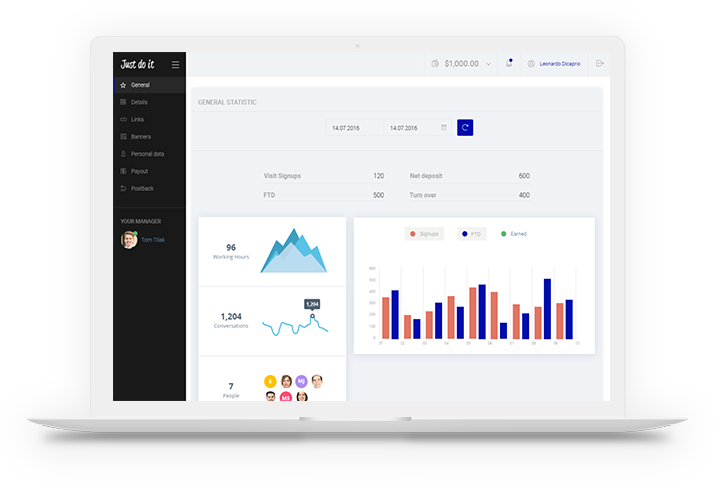 Just do it
$1,000.00
Leonardo Dicaprio
General
Details
Links
Banners
Personal data
Payout
Postback
YOUR MANAGER
Tom Tilak
GENERAL STATISTIC
14.07.2016 14.07.2016
Visit Signups 120 Net deposit 600
FTD 500 Turn over 400
96
Working Hours
1,204
1,204
Conversations
7
People
S
MJ
MS
Signups FTD Earned
600
500
400
300
200
100
0
01 02 03 04 05 06 07 08 09 10